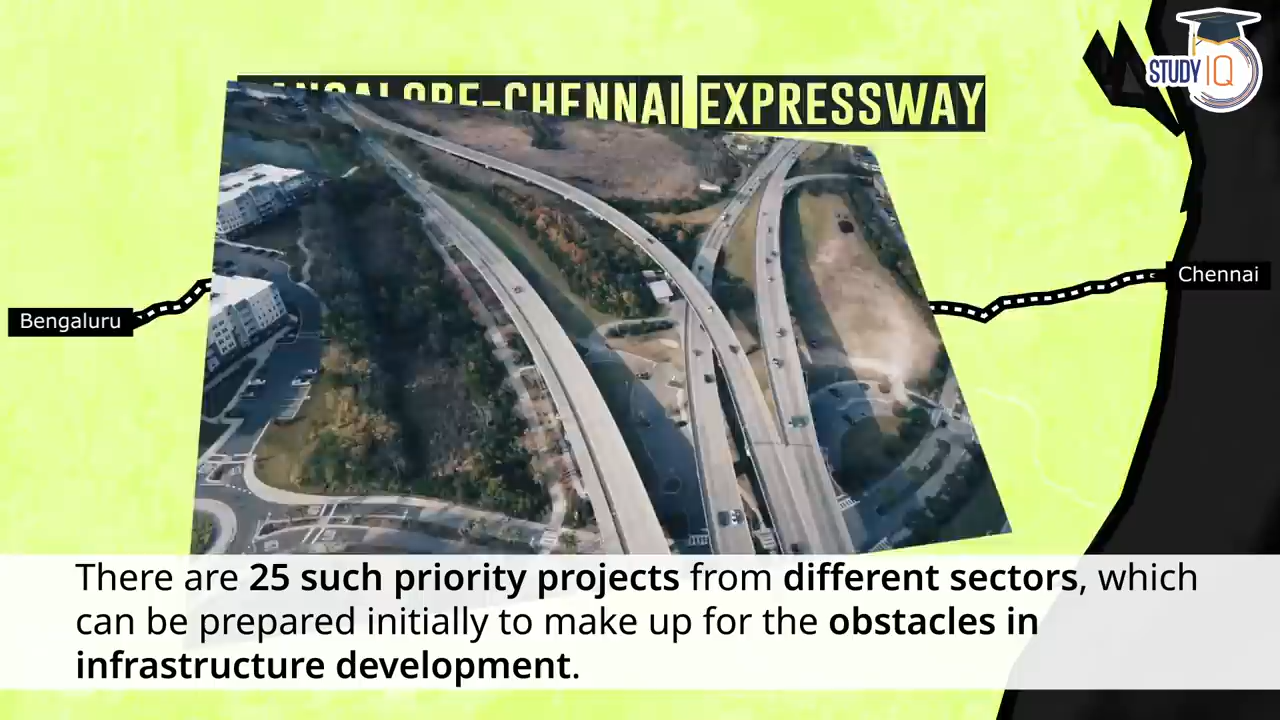 STUDY IQ
CHENNAI EXPRESSWAY
Chennai
Bengaluru
There are 25 such priority projects from different sectors, which
can be prepared initially to make up for the obstacles in
infrastructure development.